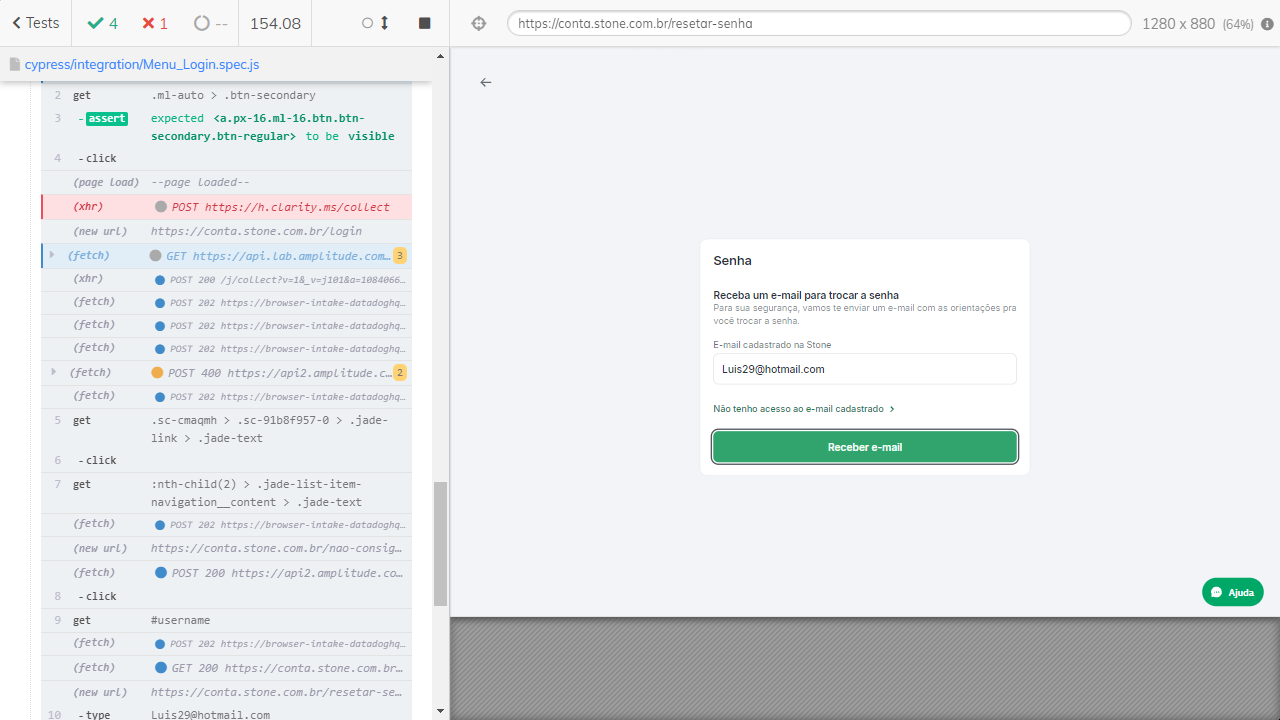 Tests
4
1
--
154.08
https://conta.stone.com.br/resetar-senha
1280 x 880 (64%)
cypress/integration/Menu_Login.spec.js
2 get .ml-auto > .btn-secondary
3 -assert expected <a.px-16.ml-16.btn.btn-
secondary.btn-regular> to be visible
4 -click
(page load) --page loaded--
(xhr) POST https://h.clarity.ms/collect
(new url) https://conta.stone.com.br/login
(fetch) GET https://api.lab.amplitude.com… 3
(xhr) POST 200 /j/collect?v=1&_v=j101&a=1084066…
(fetch) POST 202 https://browser-intake-datadoghq…
(fetch) POST 202 https://browser-intake-datadoghq…
(fetch) POST 202 https://browser-intake-datadoghq…
(fetch) POST 400 https://api2.amplitude.c… 2
(fetch) POST 202 https://browser-intake-datadoghq…
5 get .sc-cmaqmh > .sc-91b8f957-0 > .jade-
link > .jade-text
6 -click
7 get :nth-child(2) > .jade-list-item-
navigation__content > .jade-text
(fetch) POST 202 https://browser-intake-datadoghq…
(new url) https://conta.stone.com.br/nao-consig…
(fetch) POST 200 https://api2.amplitude.co…
8 -click
9 get #username
(fetch) POST 202 https://browser-intake-datadoghq…
(fetch) GET 200 https://conta.stone.com.br…
(new url) https://conta.stone.com.br/resetar-se…
10 -type Luis29@hotmail.com
Senha
Receba um e-mail para trocar a senha
Para sua segurança, vamos te enviar um e-mail com as orientações pra
você trocar a senha.
E-mail cadastrado na Stone
Luis29@hotmail.com
Não tenho acesso ao e-mail cadastrado
Receber e-mail
Ajuda